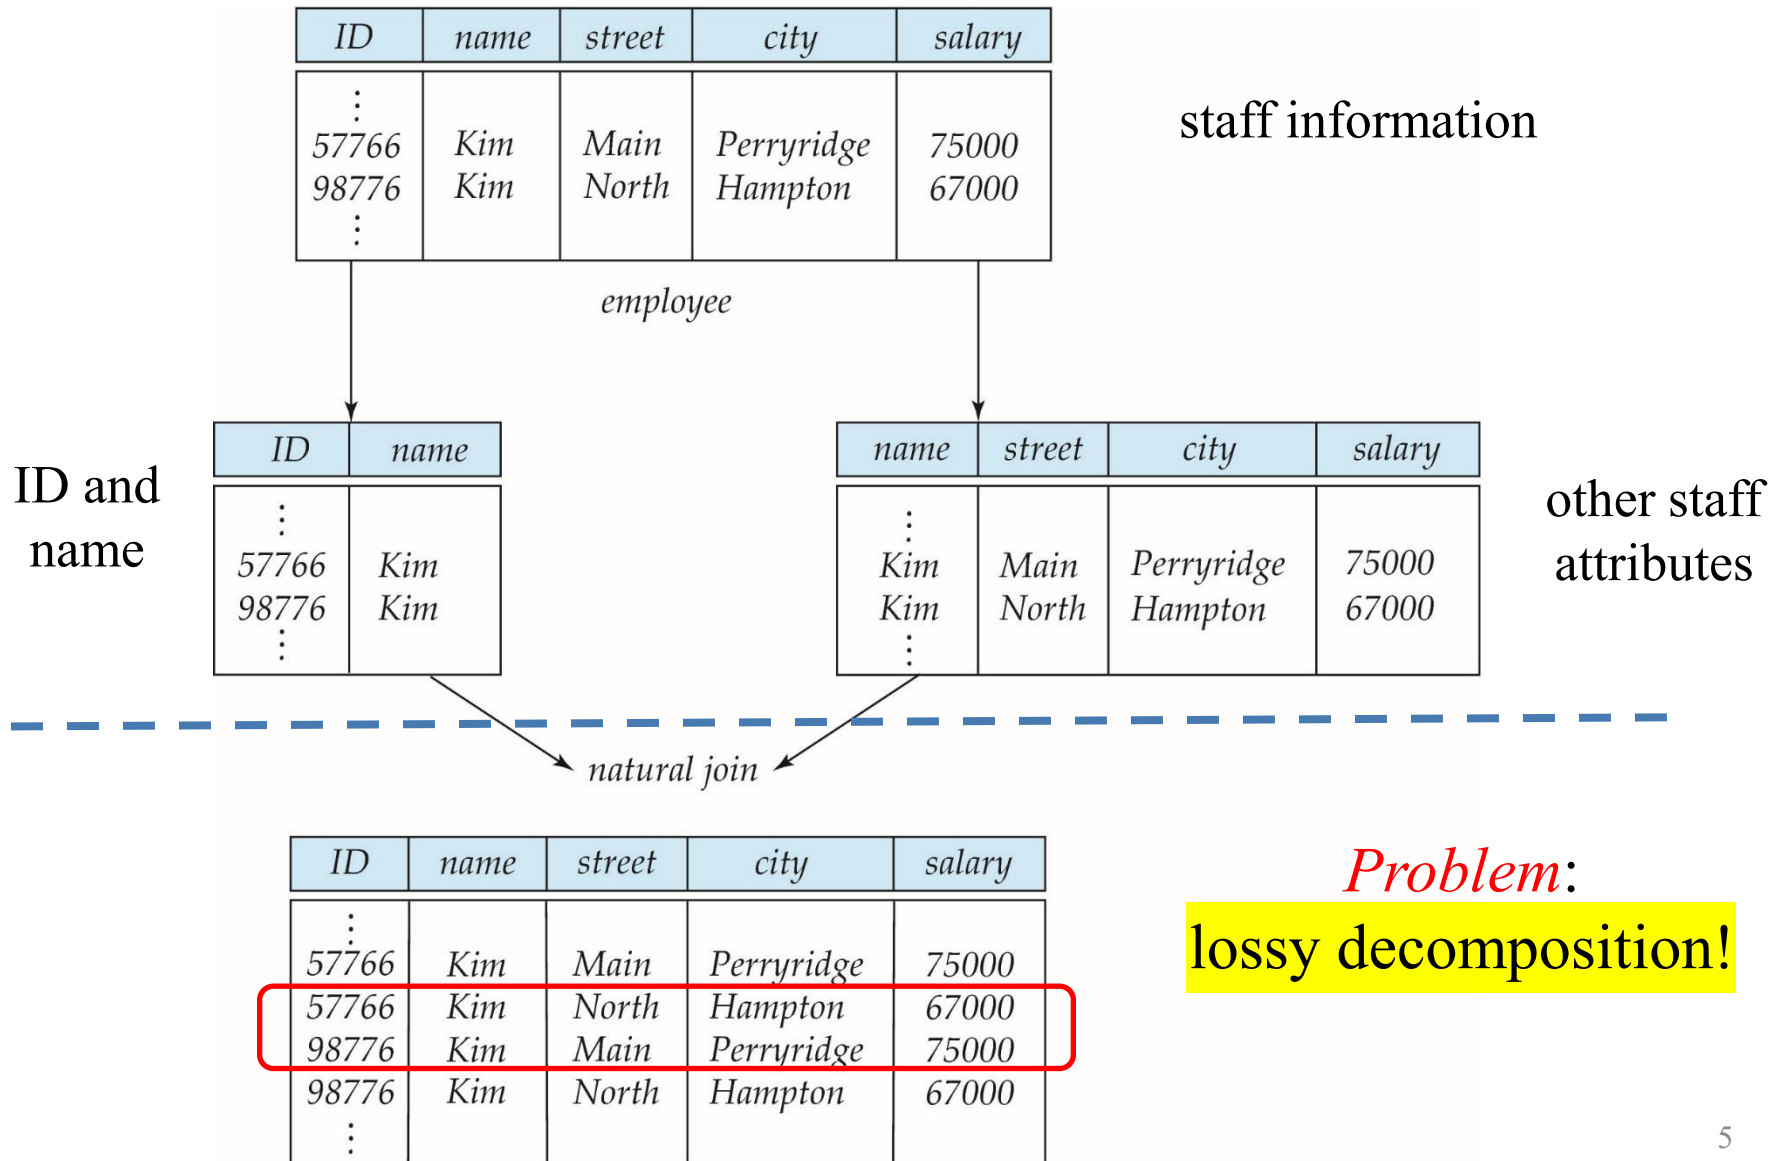 ID name street city salary
⋮
57766 Kim Main Perryridge 75000
98776 Kim North Hampton 67000
⋮
staff information
employee
ID and
name
ID name
⋮
57766 Kim
98776 Kim
⋮
name street city salary
⋮
Kim Main Perryridge 75000
Kim North Hampton 67000
⋮
other staff
attributes
natural join
ID name street city salary
⋮
57766 Kim Main Perryridge 75000
57766 Kim North Hampton 67000
98776 Kim Main Perryridge 75000
98776 Kim North Hampton 67000
⋮
Problem:
lossy decomposition!
5